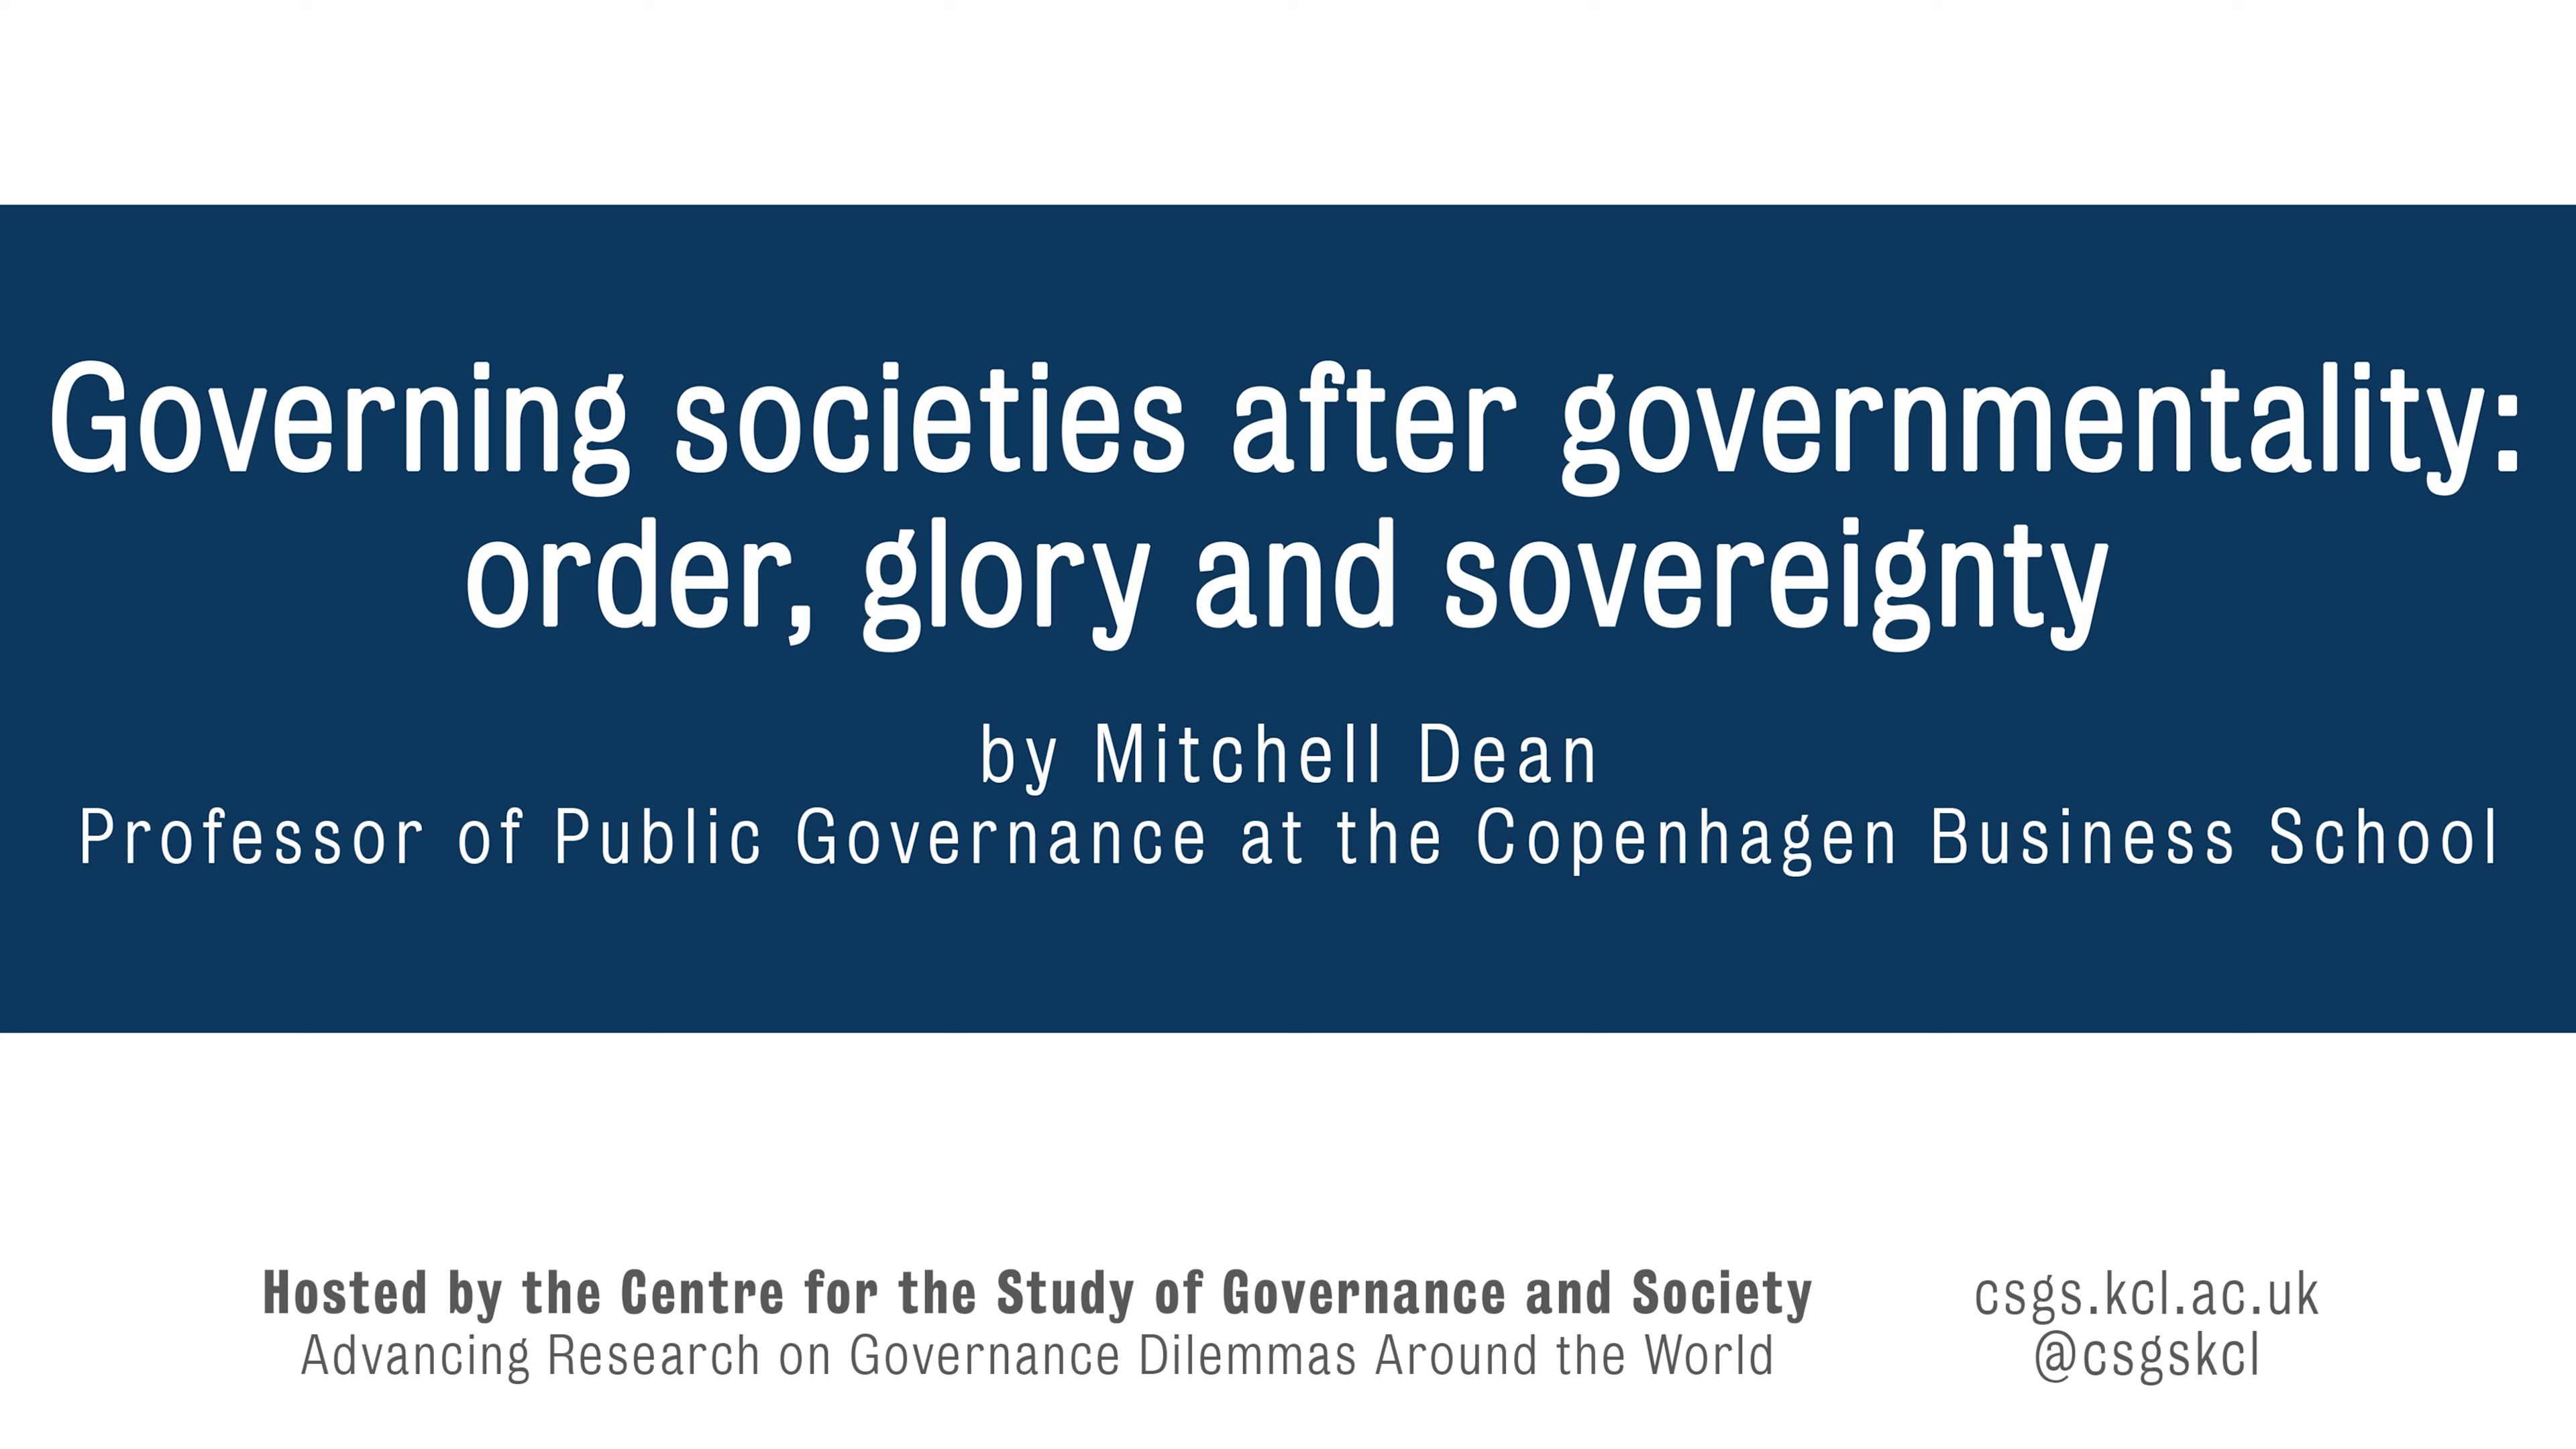 Governing societies after governmentality:
order, glory and sovereignty
by Mitchell Dean
Professor of Public Governance at the Copenhagen Business School
Hosted by the Centre for the Study of Governance and Society
Advancing Research on Governance Dilemmas Around the World
csgs.kcl.ac.uk
@csgskcl